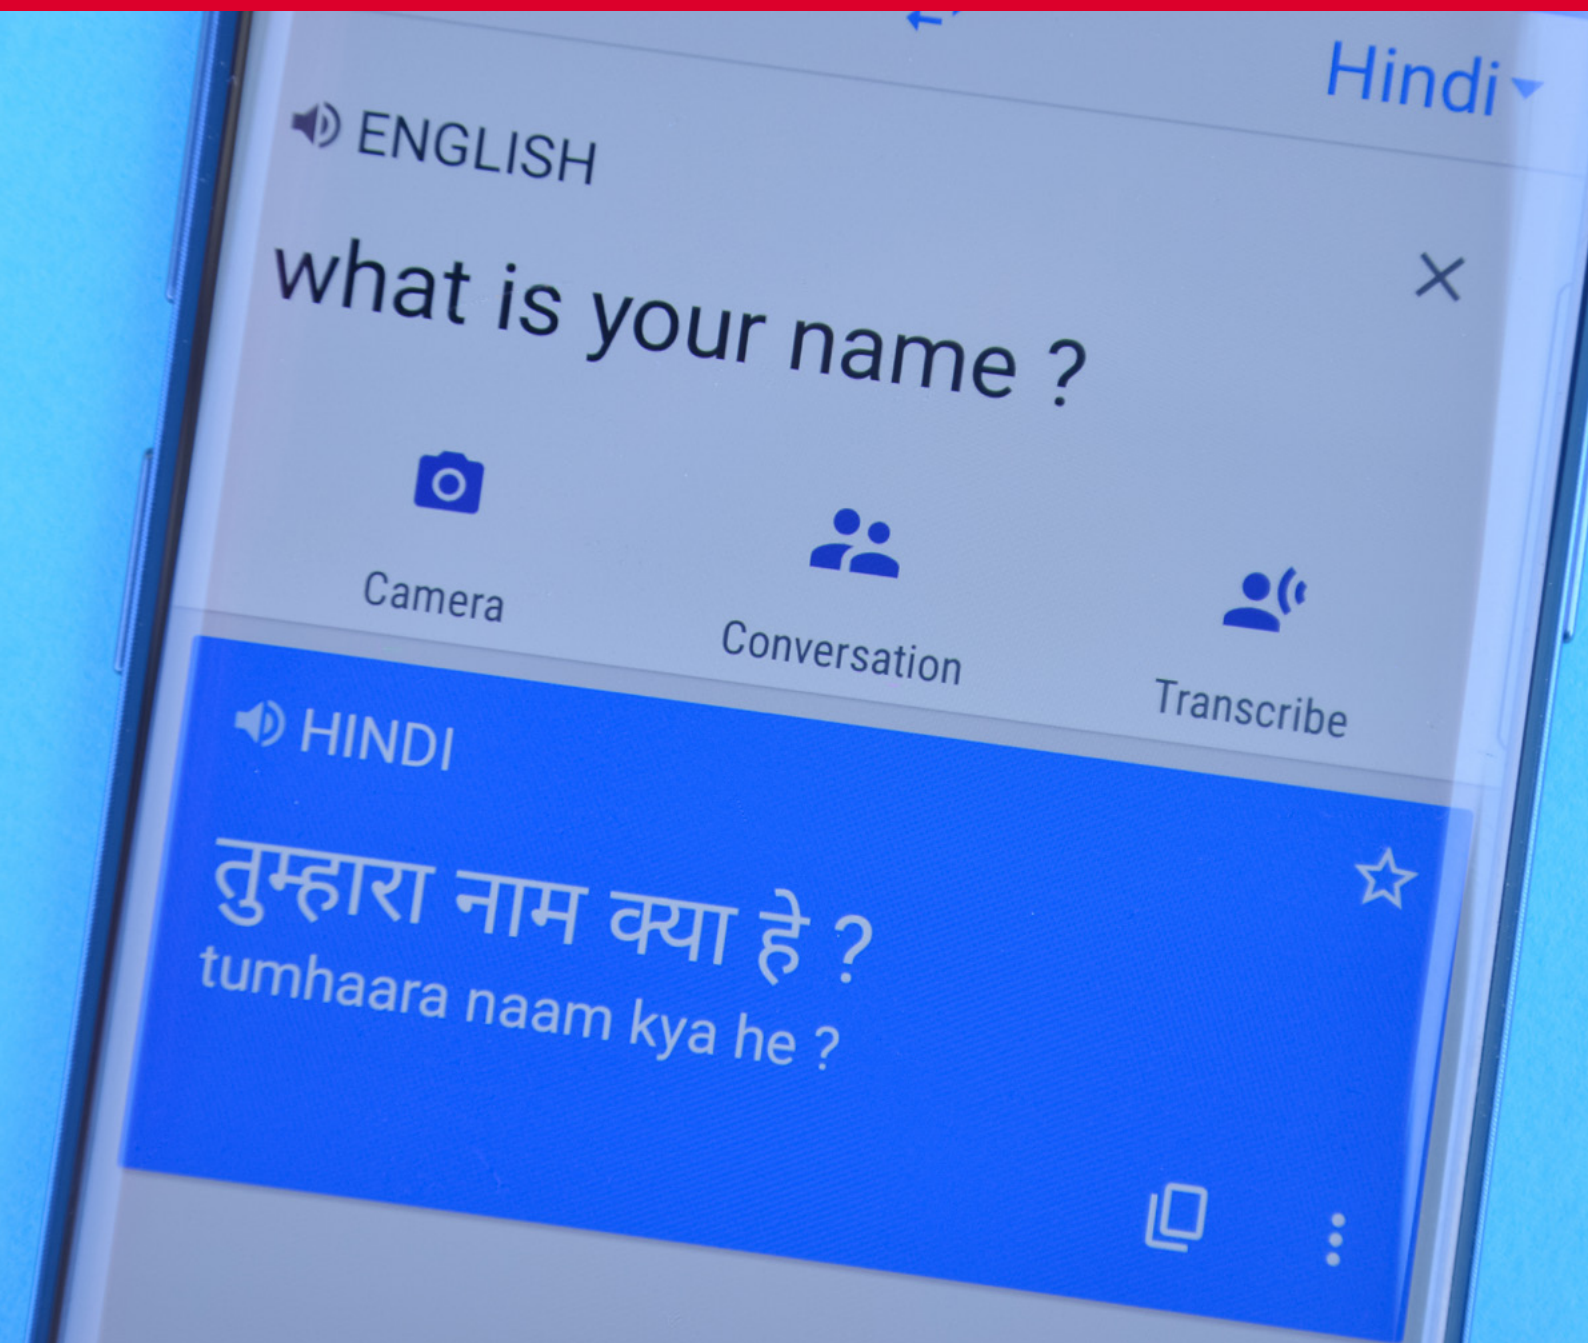 Hindi
ENGLISH
what is your name ?
Camera
Conversation
Transcribe
HINDI
तुम्हारा नाम क्या हे ?
tumhaara naam kya he ?